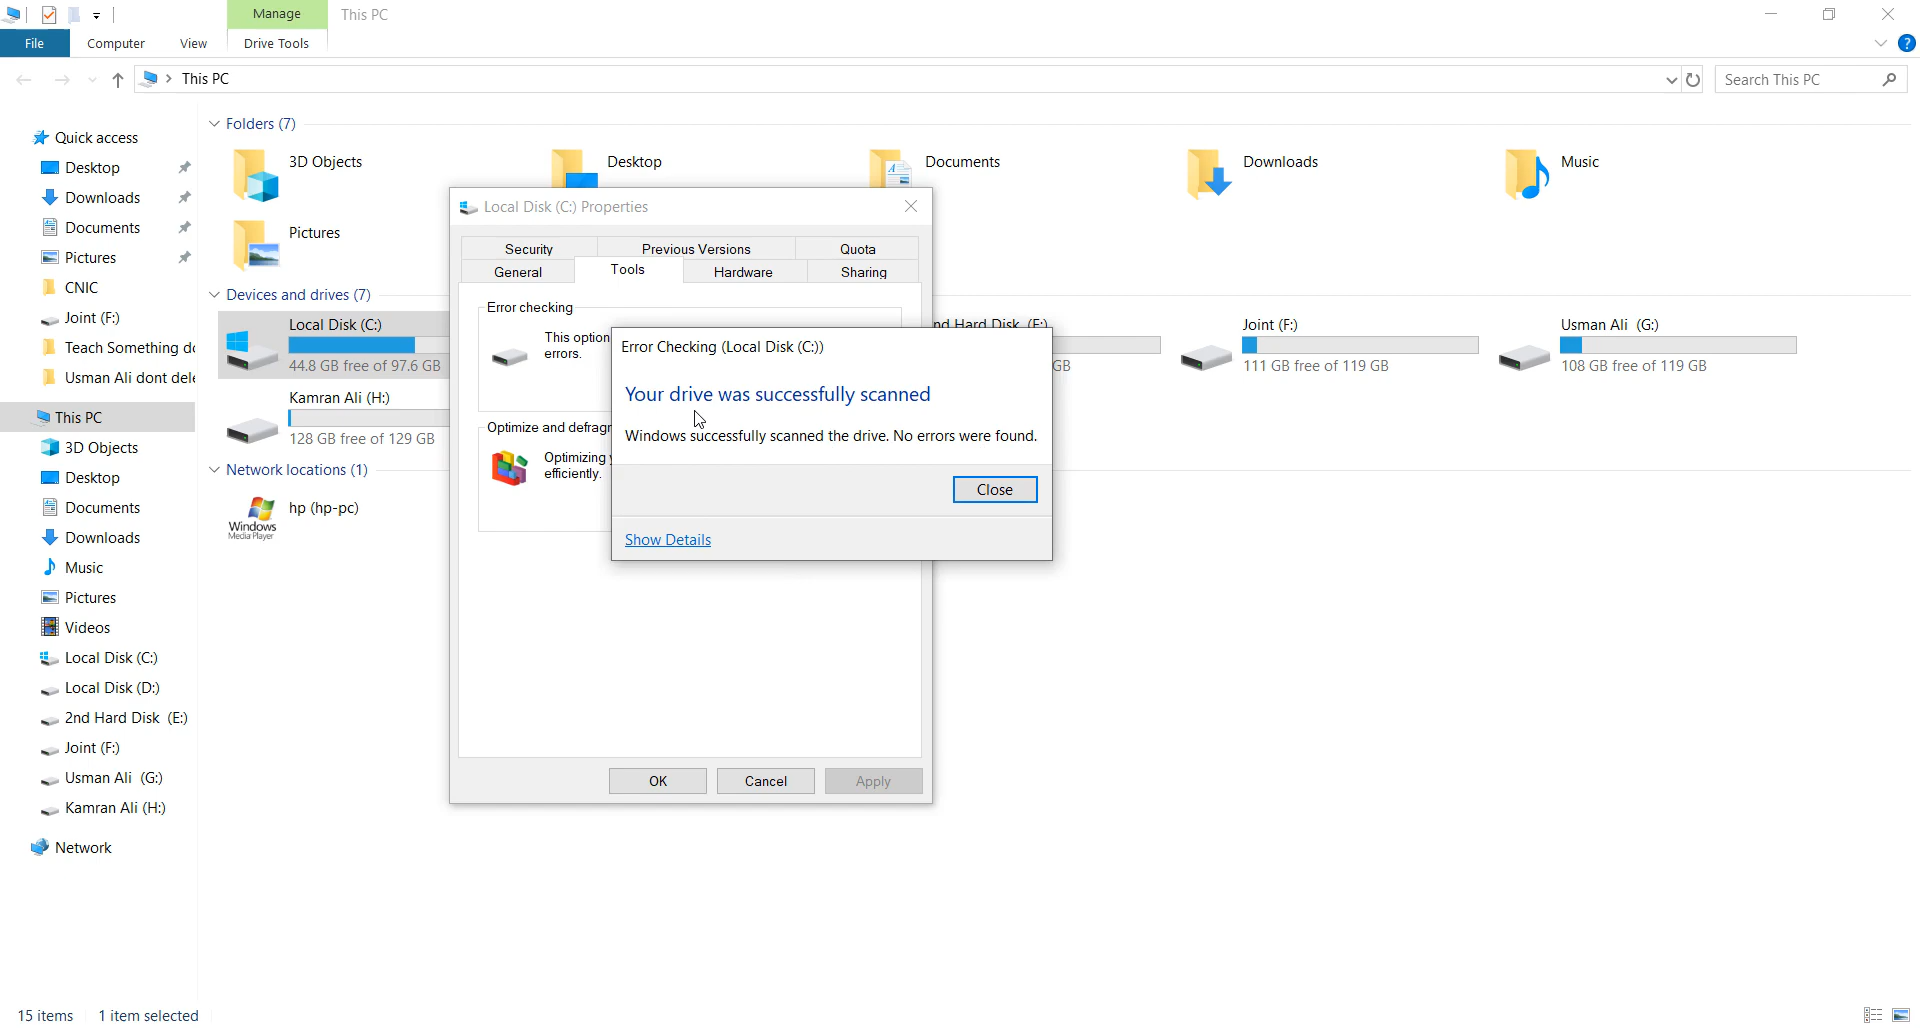 Manage
This PC
File
Computer
View
Drive Tools
This PC
Search This PC
Quick access
Desktop
Downloads
Documents
Pictures
CNIC
Joint (F:)
Teach Something
Usman Ali dont
This PC
3D Objects
Desktop
Documents
Downloads
Music
Pictures
Videos
Local Disk (C:)
Local Disk (D:)
2nd Hard Disk (E:)
Joint (F:)
Usman Ali (G:)
Kamran Ali (H:)
Network
Folders (7)
3D Objects
Desktop
Documents
Downloads
Music
Pictures
Devices and drives (7)
Local Disk (C:)
44.8 GB free of 97.6 GB
nd Hard Disk (E:)
GB
Joint (F:)
111 GB free of 119 GB
Usman Ali (G:)
108 GB free of 119 GB
Kamran Ali (H:)
128 GB free of 129 GB
Network locations (1)
Windows
Media Player
hp (hp-pc)
Local Disk (C:) Properties
Security
Previous Versions
Quota
General
Tools
Hardware
Sharing
Error checking
This option
errors.
Optimize and defragr
Optimizing
efficiently.
OK
Cancel
Apply
Error Checking (Local Disk (C:))
Your drive was successfully scanned
Windows successfully scanned the drive. No errors were found.
Close
Show Details
15 items
1 item selected